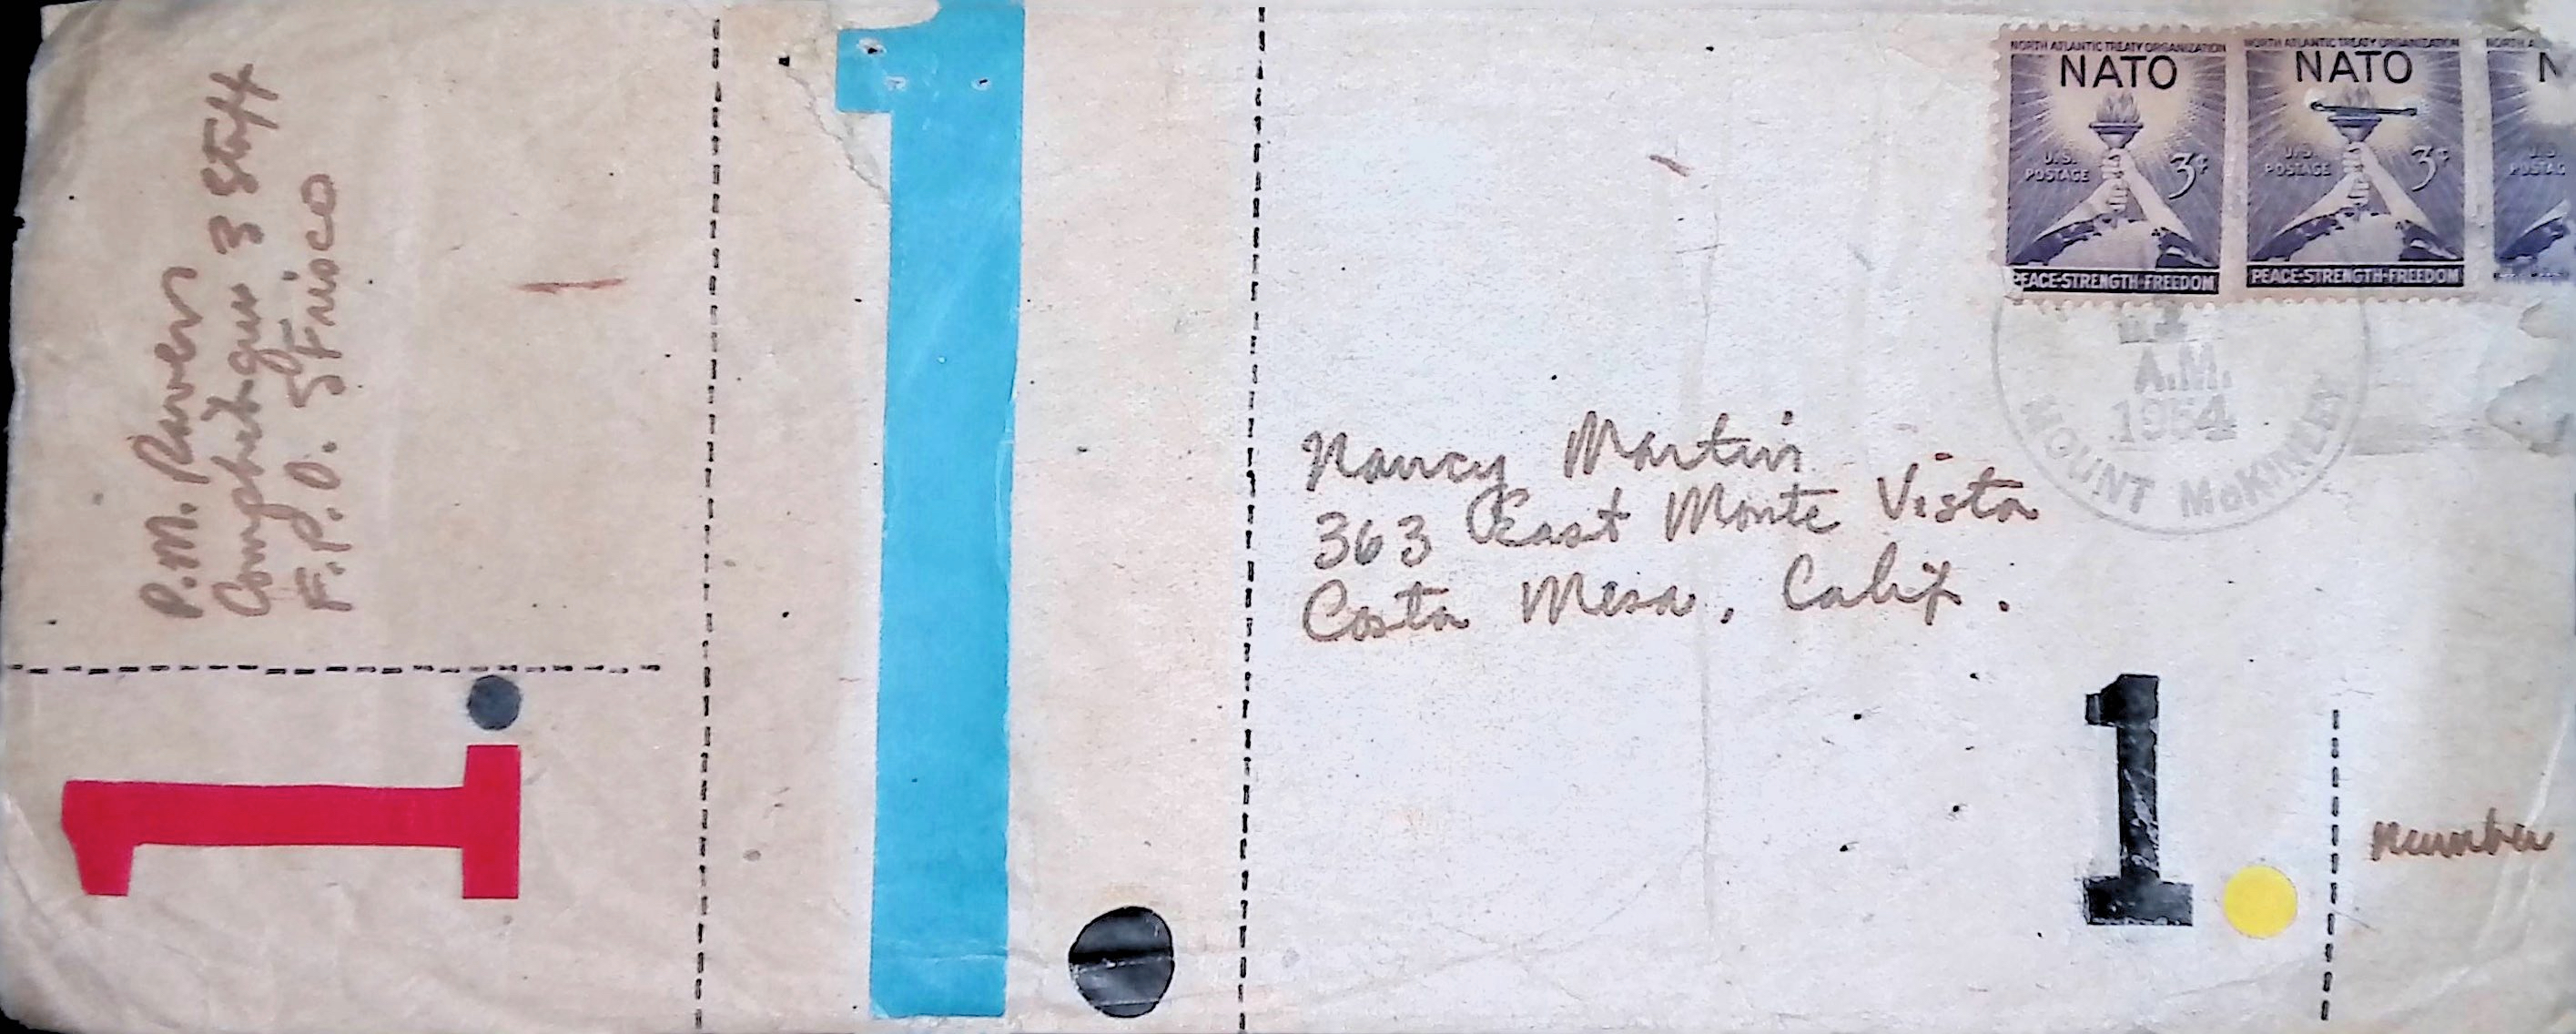 P.M. Raven
Comphibgru 3 Staff
F.P.O. S Frisco
1.
1
NORTH ATLANTIC TREATY ORGANIZATION
NATO
U.S. POSTAGE 3¢
PEACE-STRENGTH-FREEDOM
NORTH ATLANTIC TREATY ORGANIZATION
NATO
U.S. POSTAGE 3¢
PEACE-STRENGTH-FREEDOM
NORTH A
N
U.S.
POSTAG
A.M.
1954
MOUNT McKINLEY
Nancy Martin
363 East Monte Vista
Costa Mesa, Calif.
1.
number